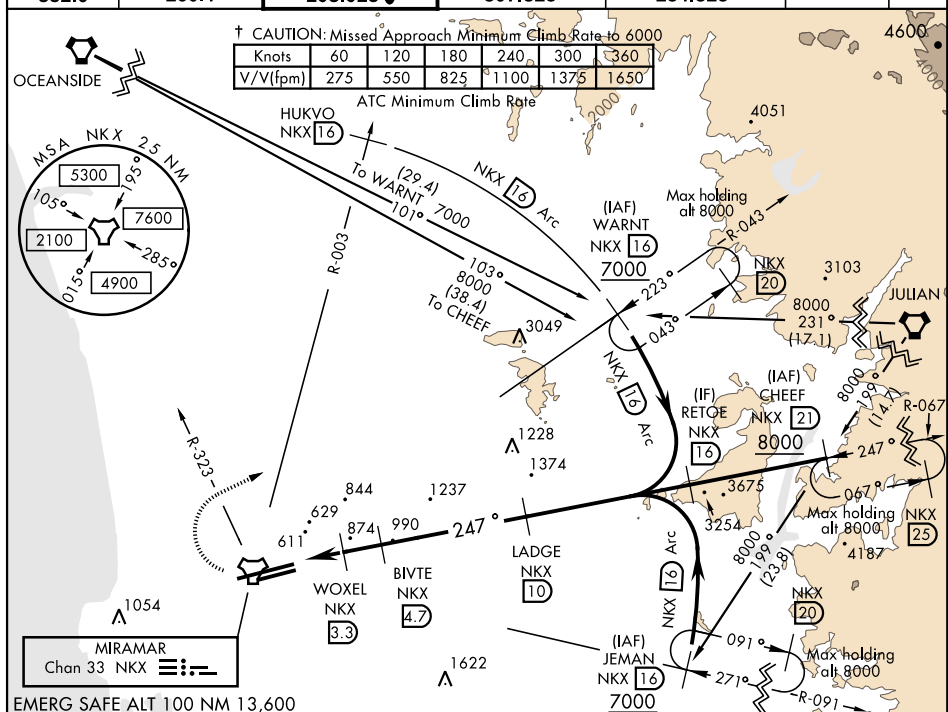 † CAUTION: Missed Approach Minimum Climb Rate to 6000
Knots 60 120 180 240 300 360
V/V(fpm) 275 550 825 1100 1375 1650
ATC Minimum Climb Rate
OCEANSIDE
4600
4000
2000
4051
HUKVO
NKX 16
MSA NKX 25 NM
5300
195°
105°
7600
2100
285°
015°
4900
(29.4)
To WARNT 7000
101°
103°
8000
(38.4)
To CHEEF
NKX 16 Arc
R-003
(IAF)
WARNT
NKX 16
7000
Max holding
alt 8000
R-043
223°
043°
NKX
20
3103
JULIAN
8000
231°
(17.1)
3049
NKX 16 Arc
8000
199°
(14.7)
R-067
(IAF)
CHEEF
NKX 21
8000
(IF)
RETOE
NKX
16
247°
067°
Max holding
alt 8000
NKX
25
1228
1374
3675
3254
4187
R-323
844
629
611
874
990
1237
247°
WOXEL
NKX
3.3
BIVTE
NKX
4.7
LADGE
NKX
10
NKX 16 Arc
8000
199°
(23.8)
NKX
20
1054
1622
MIRAMAR
Chan 33 NKX
(IAF)
JEMAN
NKX 16
7000
091°
271°
R-091
Max holding
alt 8000
EMERG SAFE ALT 100 NM 13,600